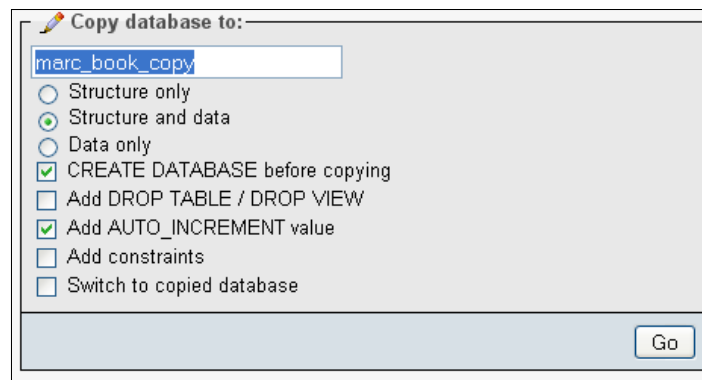 Copy database to:
marc_book_copy
Structure only
Structure and data
Data only
CREATE DATABASE before copying
Add DROP TABLE / DROP VIEW
Add AUTO_INCREMENT value
Add constraints
Switch to copied database
Go